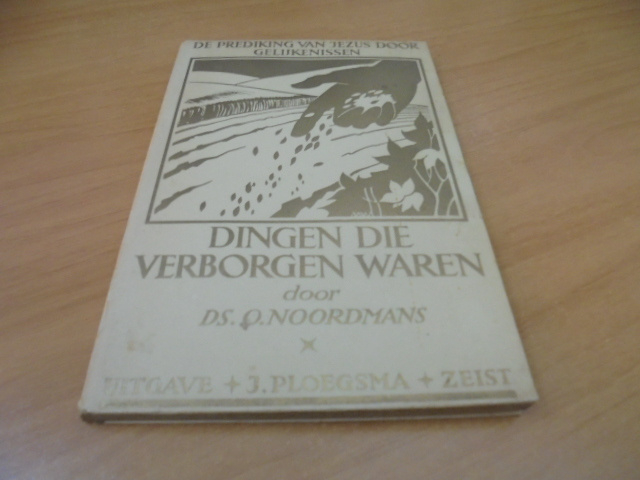 DE PREDIKING VAN JEZUS DOOR
GELIJKENISSEN
DINGEN DIE
VERBORGEN WAREN
door
DS. O. NOORDMANS
UITGAVE + J. PLOEGSMA + ZEIST